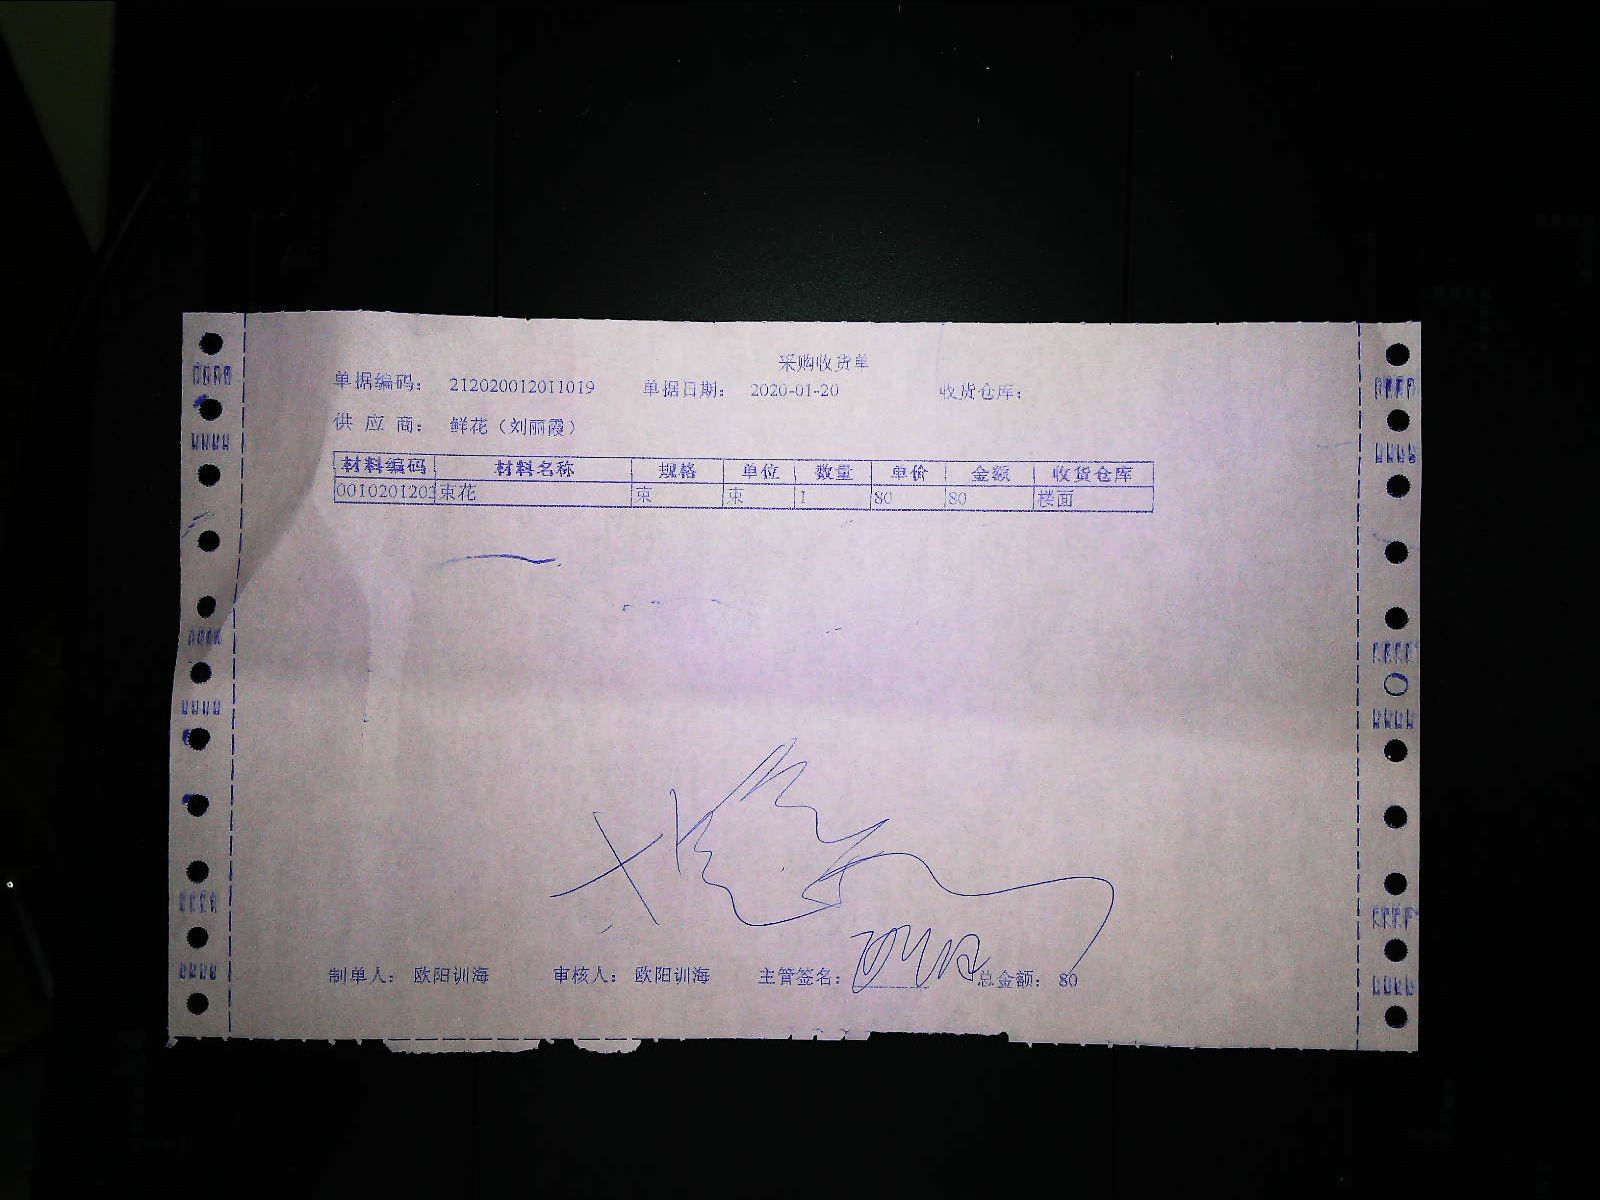 采购收货单
单据编码: 212020012011019 单据日期: 2020-01-20 收货仓库:
供应商: 鲜花（刘丽霞）
材料编码 材料名称 规格 单位 数量 单价 金额 收货仓库
0010201203 束花 束 束 1 80 80 楼面
制单人: 欧阳训海 审核人: 欧阳训海 主管签名: 总金额: 80